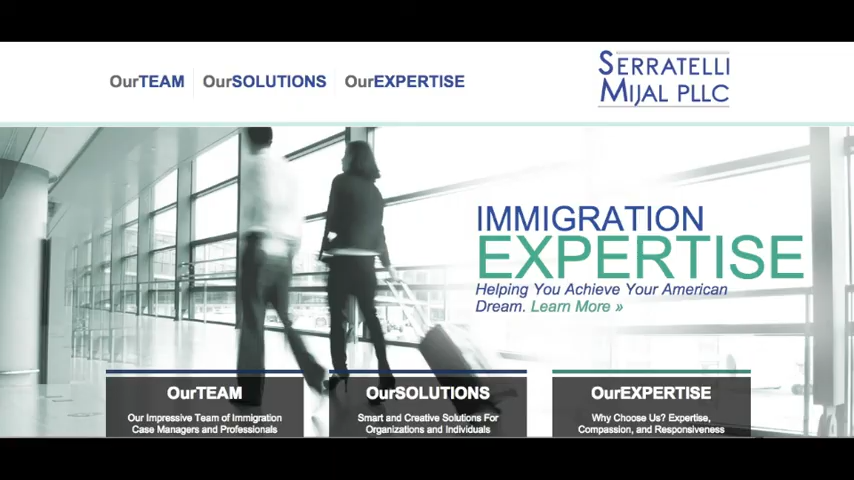 OurTEAM OurSOLUTIONS OurEXPERTISE
SERRATELLI
MIJAL PLLC
IMMIGRATION
EXPERTISE
Helping You Achieve Your American
Dream. Learn More »
OurTEAM
Our Impressive Team of Immigration
Case Managers and Professionals
OurSOLUTIONS
Smart and Creative Solutions For
Organizations and Individuals
OurEXPERTISE
Why Choose Us? Expertise,
Compassion, and Responsiveness